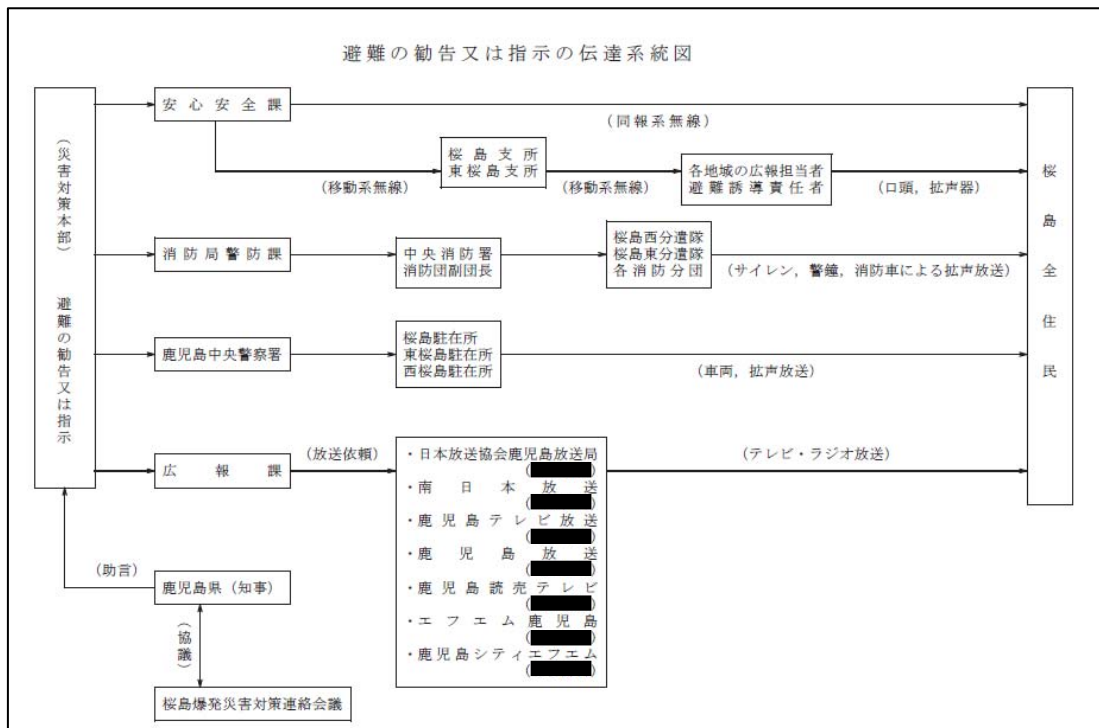 避難の勧告又は指示の伝達系統図
(災害対策本部) 避難の勧告又は指示
安心安全課
(同報系無線)
(移動系無線)
桜島支所
東桜島支所
(移動系無線)
各地域の広報担当者
避難誘導責任者
(口頭,拡声器)
消防局警防課
中央消防署
消防団副団長
桜島西分遣隊
桜島東分遣隊
各消防分団
(サイレン,警鐘,消防車による拡声放送)
鹿児島中央警察署
桜島駐在所
東桜島駐在所
西桜島駐在所
(車両,拡声放送)
広報課
(放送依頼)
・日本放送協会鹿児島放送局
・南日本放送
・鹿児島テレビ放送
・鹿児島放送
・鹿児島読売テレビ
・エフエム鹿児島
・鹿児島シティエフエム
(テレビ・ラジオ放送)
桜島全住民
(助言)
鹿児島県(知事)
(協議)
桜島爆発災害対策連絡会議